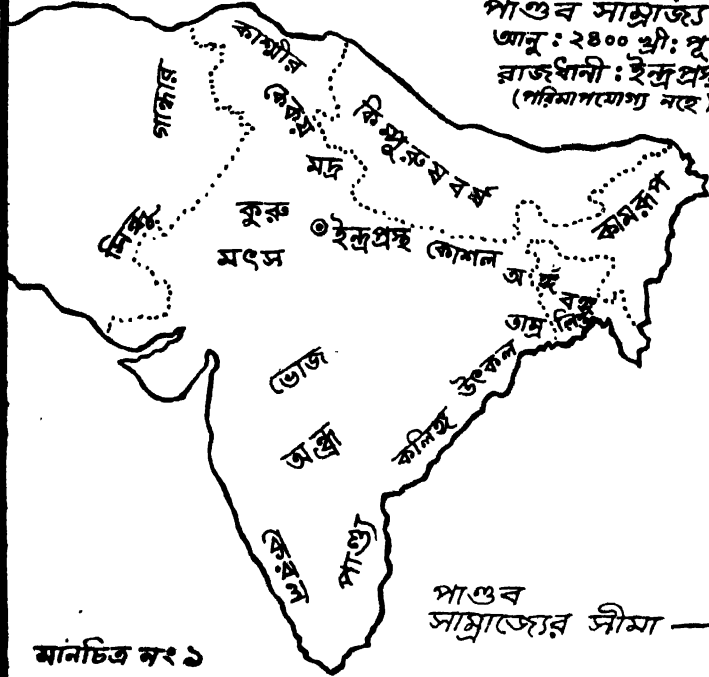 পাণ্ডব সাম্রাজ্য
আনু : ২৪০০ খ্রী: পূ
রাজধানী : ইন্দ্রপ্রস্থ
(পরিমাপযোগ্য নহে)
কাশ্মীর
গান্ধার
কেকয়
কিম্পুরুষ বর্ষ
মদ্র
কামরূপ
কুরু
সিন্ধু
ইন্দ্রপ্রস্থ
কোশল
মৎস
অঙ্গ
বঙ্গ
তাম্রলিপ্ত
ভোজ
উৎকল
কলিঙ্গ
অন্ধ্র
কেরল
পাণ্ড্য
পাণ্ডব
সাম্রাজ্যের সীমা —
মানচিত্র নং ১